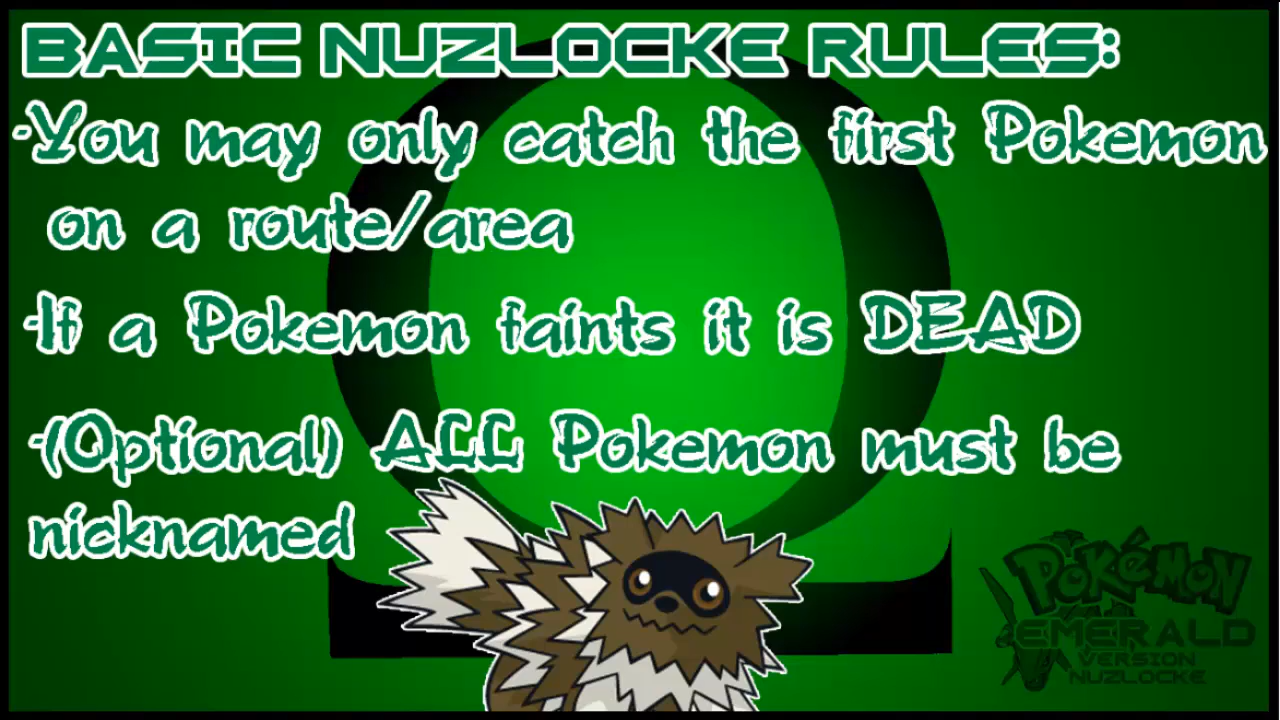 BASIC NUZLOCKE RULES:
-You may only catch the first Pokemon
on a route/area
-If a Pokemon faints it is DEAD
-(Optional) ALL Pokemon must be
nicknamed
POKéMON
EMERALD
VERSION
NUZLOCKE